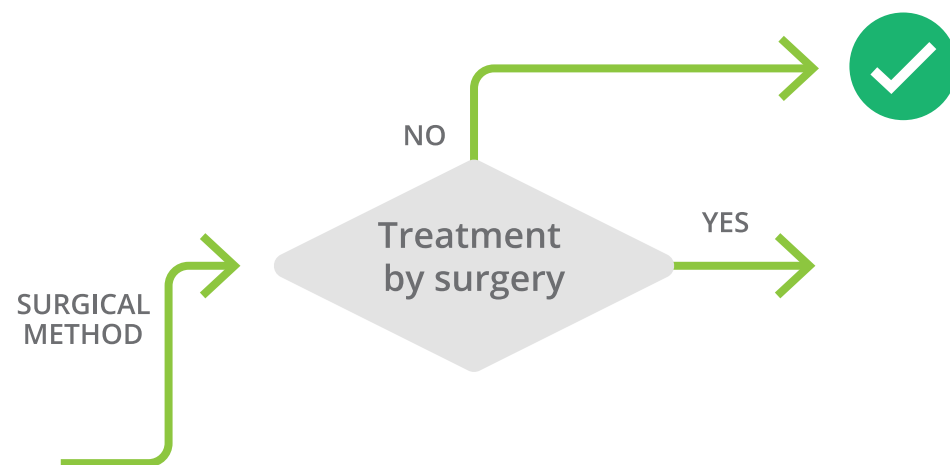 NO
YES
Treatment
by surgery
SURGICAL
METHOD